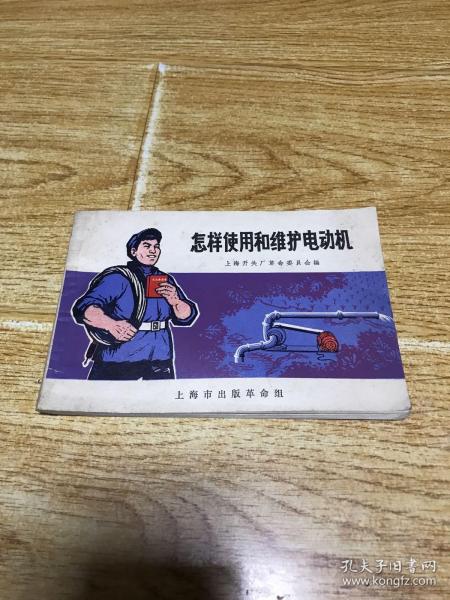 怎样使用和维护电动机
上海开关厂革命委员会编
上海市出版革命组
孔夫子旧书网
www.kongfz.com